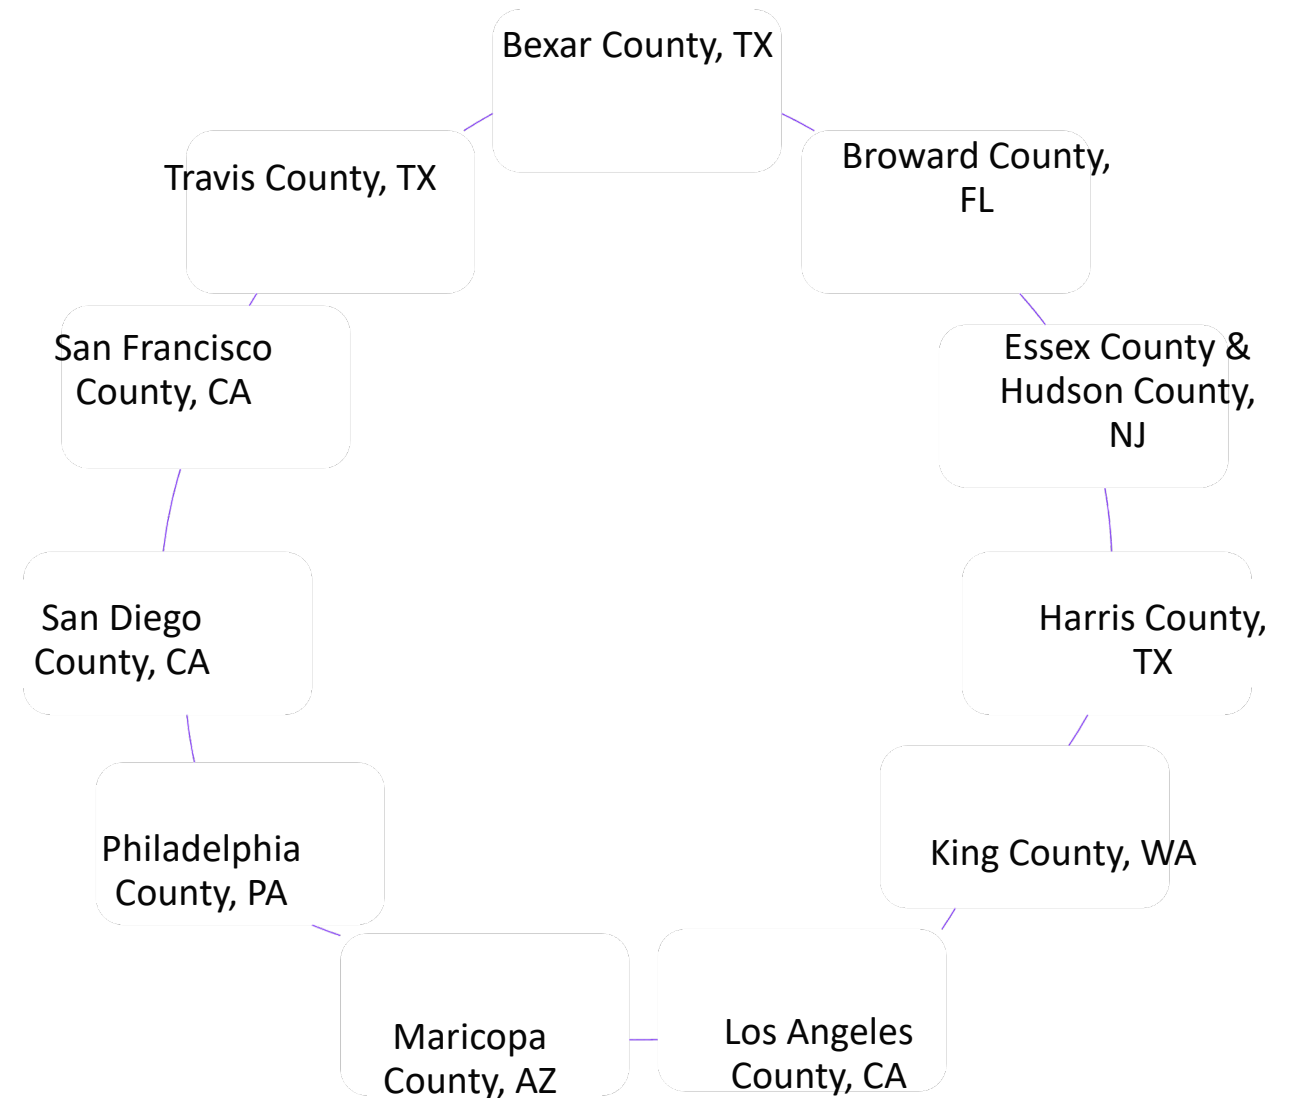 Bexar County, TX
Broward County,
FL
Essex County &
Hudson County,
NJ
Harris County,
TX
King County, WA
Los Angeles
County, CA
Maricopa
County, AZ
Philadelphia
County, PA
San Diego
County, CA
San Francisco
County, CA
Travis County, TX